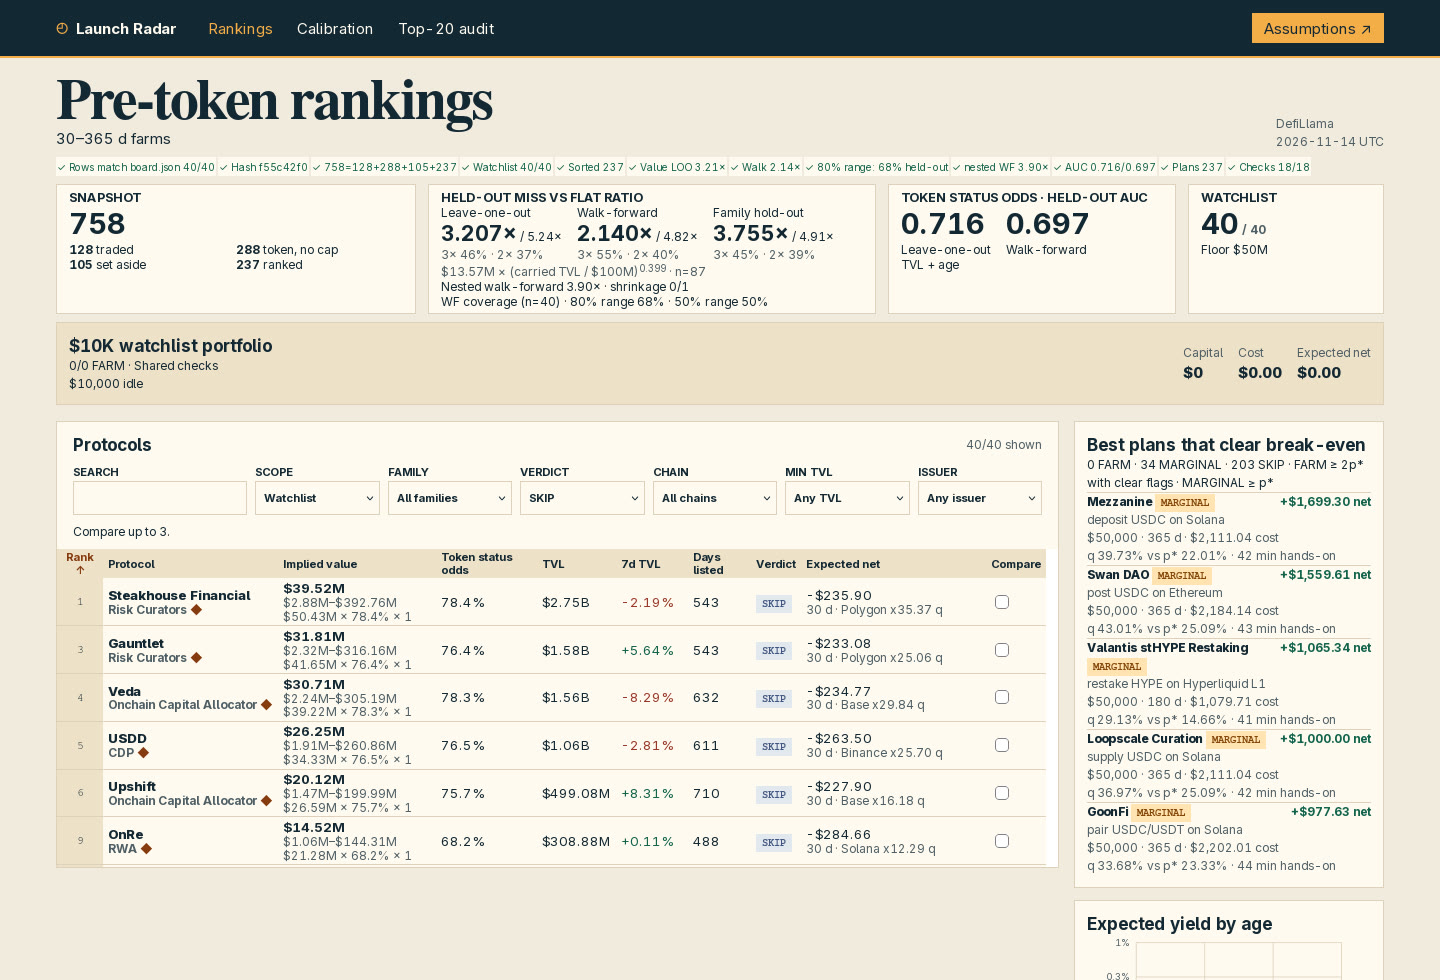 Launch Radar Rankings Calibration Top-20 audit Assumptions ↗
Pre-token rankings
30–365 d farms
DefiLlama
2026-11-14 UTC
✓ Rows match board.json 40/40 ✓ Hash f55c42f0 ✓ 758=128+288+105+237 ✓ Watchlist 40/40 ✓ Sorted 237 ✓ Value LOO 3.21× ✓ Walk 2.14× ✓ 80% range: 68% held-out ✓ nested WF 3.90× ✓ AUC 0.716/0.697 ✓ Plans 237 ✓ Checks 18/18
SNAPSHOT
758
128 traded 288 token, no cap
105 set aside 237 ranked
HELD-OUT MISS VS FLAT RATIO
Leave-one-out Walk-forward Family hold-out
3.207× / 5.24× 2.140× / 4.82× 3.755× / 4.91×
3× 46% · 2× 37% 3× 55% · 2× 40% 3× 45% · 2× 39%
$13.57M × (carried TVL / $100M)^0.399 · n=87
Nested walk-forward 3.90× · shrinkage 0/1
WF coverage (n=40) · 80% range 68% · 50% range 50%
TOKEN STATUS ODDS · HELD-OUT AUC
0.716 0.697
Leave-one-out Walk-forward
TVL + age
WATCHLIST
40 / 40
Floor $50M
$10K watchlist portfolio
0/0 FARM · Shared checks
$10,000 idle
Capital Cost Expected net
$0 $0.00 $0.00
Protocols 40/40 shown
SEARCH SCOPE FAMILY VERDICT CHAIN MIN TVL ISSUER
Watchlist All families SKIP All chains Any TVL Any issuer
Compare up to 3.
Rank ↑ Protocol Implied value Token status odds TVL 7d TVL Days listed Verdict Expected net Compare
1 Steakhouse Financial $39.52M 78.4% $2.75B -2.19% 543 SKIP -$235.90
Risk Curators ◆ $2.88M–$392.76M 30 d · Polygon x35.37 q
$50.43M × 78.4% × 1
3 Gauntlet $31.81M 76.4% $1.58B +5.64% 543 SKIP -$233.08
Risk Curators ◆ $2.32M–$316.16M 30 d · Polygon x25.06 q
$41.65M × 76.4% × 1
4 Veda $30.71M 78.3% $1.56B -8.29% 632 SKIP -$234.77
Onchain Capital Allocator ◆ $2.24M–$305.19M 30 d · Base x29.84 q
$39.22M × 78.3% × 1
5 USDD $26.25M 76.5% $1.06B -2.81% 611 SKIP -$263.50
CDP ◆ $1.91M–$260.86M 30 d · Binance x25.70 q
$34.33M × 76.5% × 1
6 Upshift $20.12M 75.7% $499.08M +8.31% 710 SKIP -$227.90
Onchain Capital Allocator ◆ $1.47M–$199.99M 30 d · Base x16.18 q
$26.59M × 75.7% × 1
9 OnRe $14.52M 68.2% $308.88M +0.11% 488 SKIP -$284.66
RWA ◆ $1.06M–$144.31M 30 d · Solana x12.29 q
$21.28M × 68.2% × 1
Best plans that clear break-even
0 FARM · 34 MARGINAL · 203 SKIP · FARM ≥ 2p*
with clear flags · MARGINAL ≥ p*
Mezzanine MARGINAL +$1,699.30 net
deposit USDC on Solana
$50,000 · 365 d · $2,111.04 cost
q 39.73% vs p* 22.01% · 42 min hands-on
Swan DAO MARGINAL +$1,559.61 net
post USDC on Ethereum
$50,000 · 365 d · $2,184.14 cost
q 43.01% vs p* 25.09% · 43 min hands-on
Valantis stHYPE Restaking +$1,065.34 net
MARGINAL
restake HYPE on Hyperliquid L1
$50,000 · 180 d · $1,079.71 cost
q 29.13% vs p* 14.66% · 41 min hands-on
Loopscale Curation MARGINAL +$1,000.00 net
supply USDC on Solana
$50,000 · 365 d · $2,111.04 cost
q 36.97% vs p* 25.09% · 42 min hands-on
GoonFi MARGINAL +$977.63 net
pair USDC/USDT on Solana
$50,000 · 365 d · $2,202.01 cost
q 33.68% vs p* 23.33% · 44 min hands-on
Expected yield by age
1%
0.3%